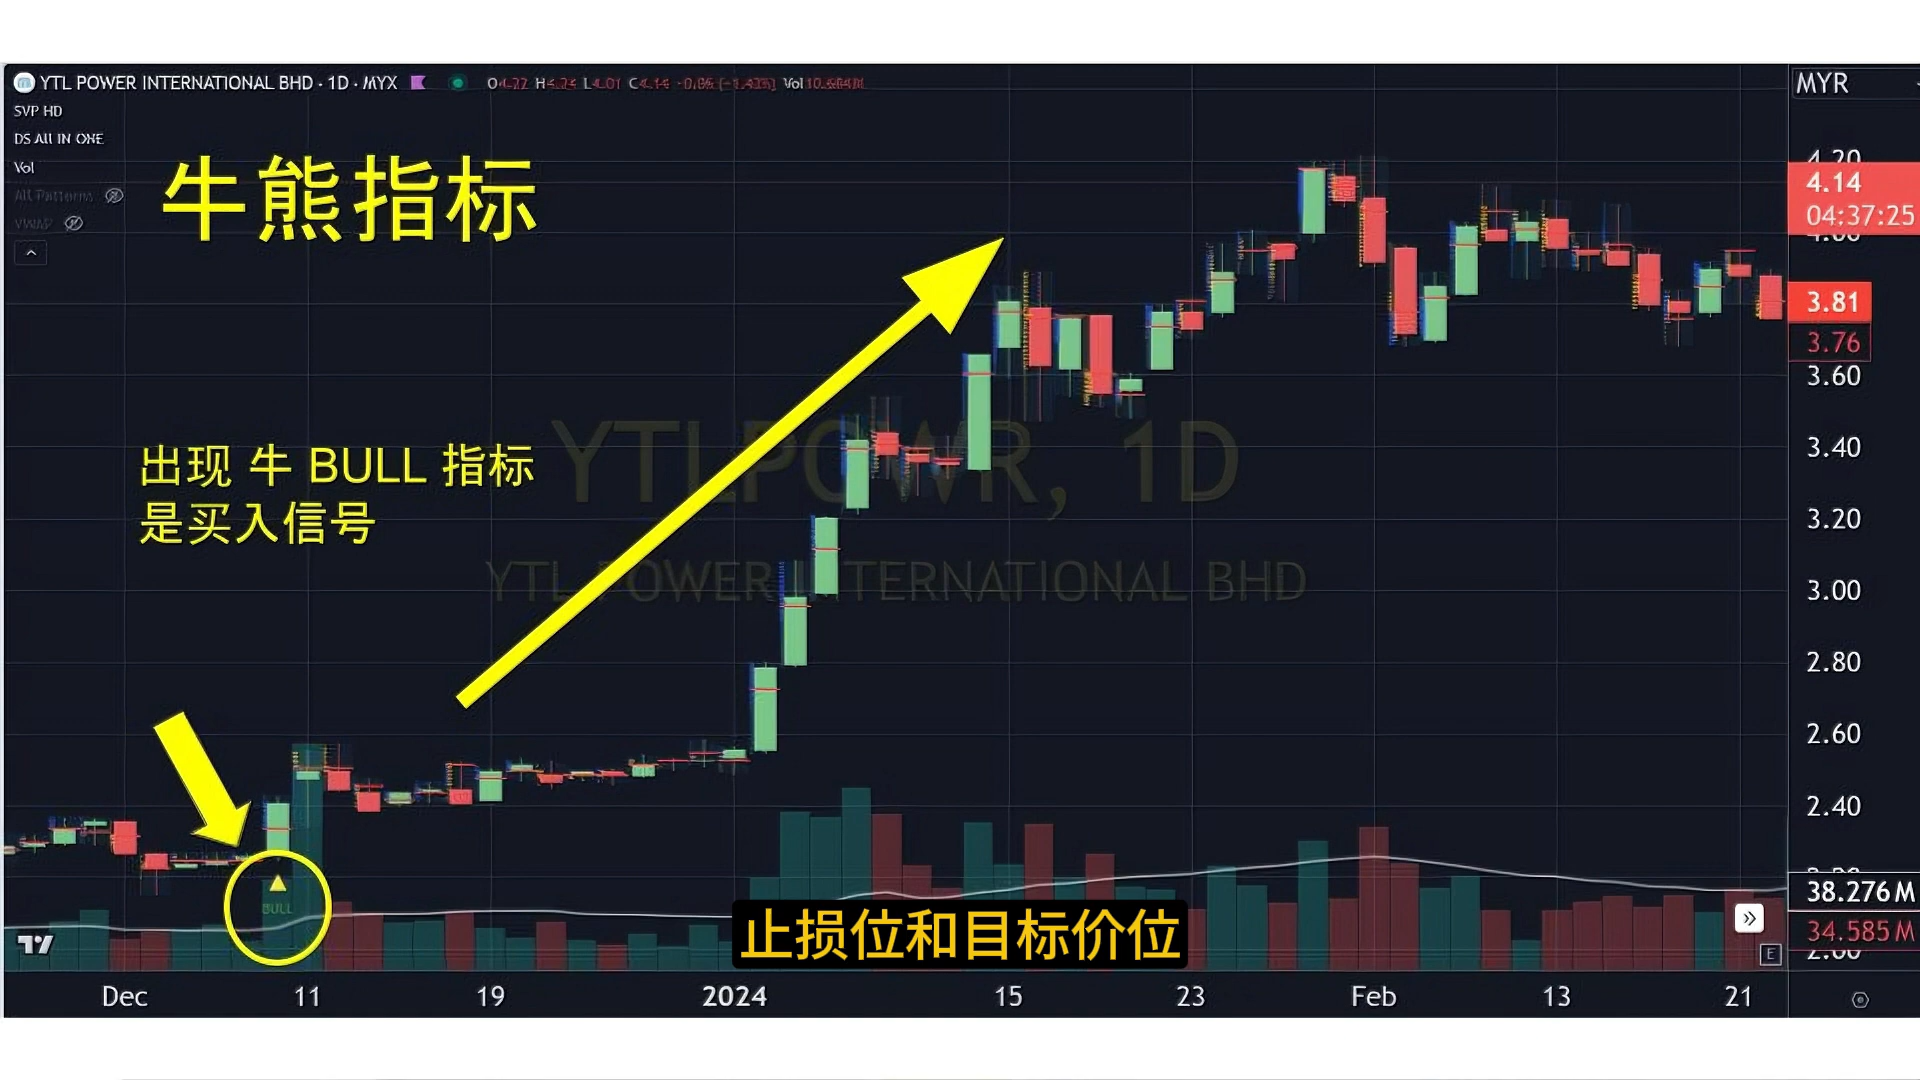 YTL POWER INTERNATIONAL BHD · 1D · MYX
MYR
SVP HD
DS All IN ONE
Vol
牛熊指标
出现 牛 BULL 指标
是买入信号
YTLPOWR, 1D
YTL POWER INTERNATIONAL BHD
4.20
4.14
04:37:25
4.00
3.81
3.76
3.60
3.40
3.20
3.00
2.80
2.60
2.40
38.276M
34.585M
BULL
止损位和目标价位
E
Dec 11 19 2024 15 23 Feb 13 21